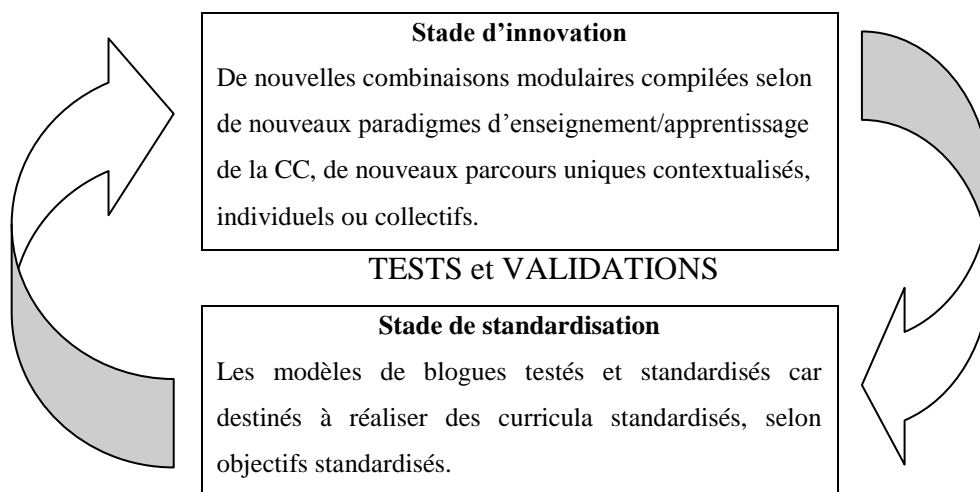 Stade d’innovation
De nouvelles combinaisons modulaires compilées selon
de nouveaux paradigmes d’enseignement/apprentissage
de la CC, de nouveaux parcours uniques contextualisés,
individuels ou collectifs.
TESTS et VALIDATIONS
Stade de standardisation
Les modèles de blogues testés et standardisés car
destinés à réaliser des curricula standardisés, selon
objectifs standardisés.